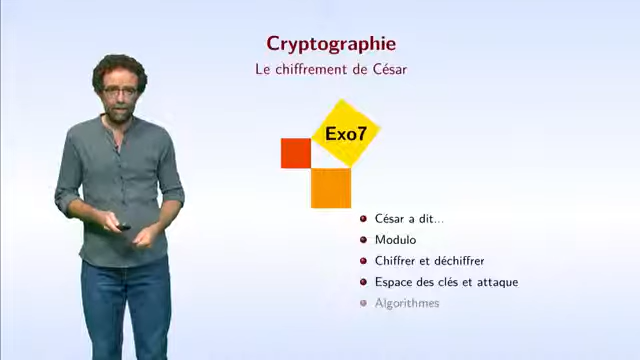 Cryptographie
Le chiffrement de César
Exo7
César a dit...
Modulo
Chiffrer et déchiffrer
Espace des clés et attaque
Algorithmes